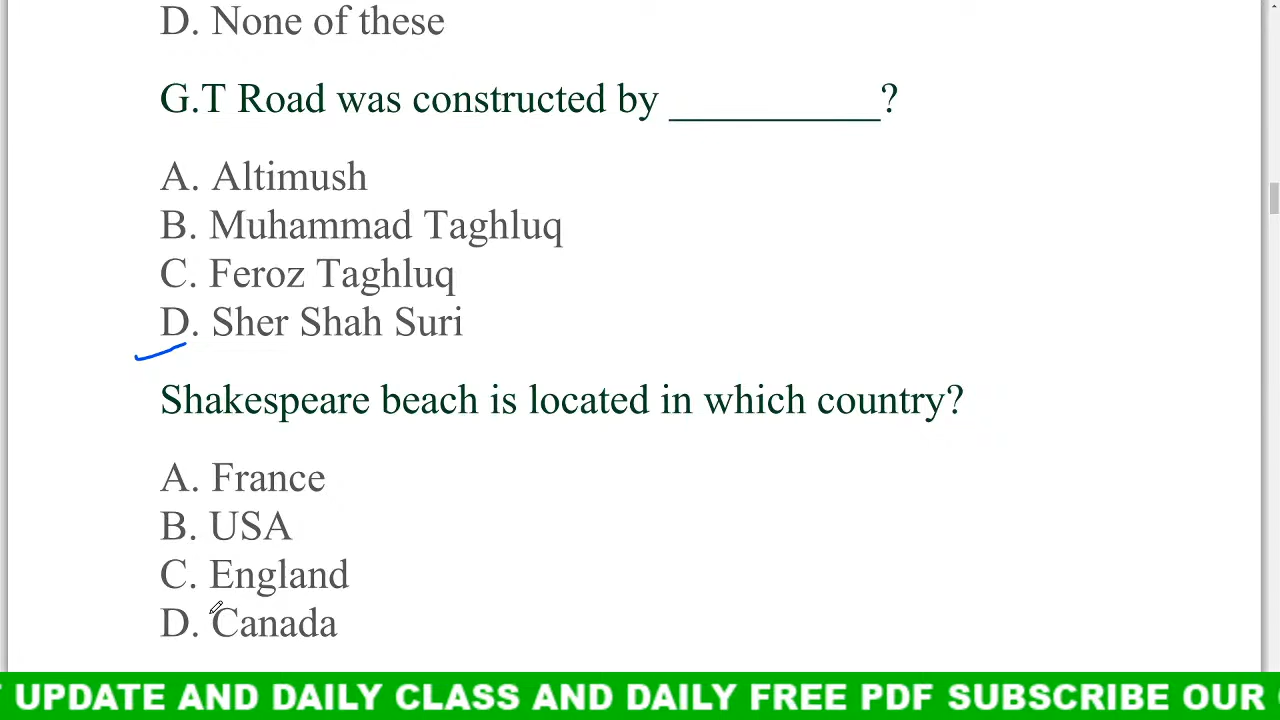 D. None of these
G.T Road was constructed by __________?
A. Altimush
B. Muhammad Taghluq
C. Feroz Taghluq
D. Sher Shah Suri
Shakespeare beach is located in which country?
A. France
B. USA
C. England
D. Canada
UPDATE AND DAILY CLASS AND DAILY FREE PDF SUBSCRIBE OUR